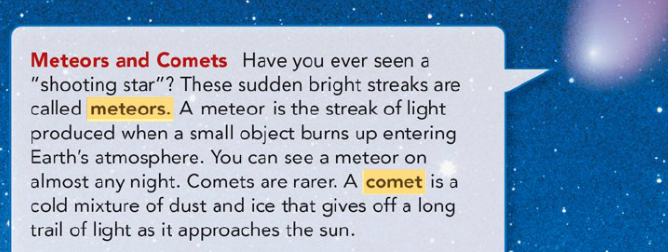 Meteors and Comets Have you ever seen a
"shooting star"? These sudden bright streaks are
called meteors. A meteor is the streak of light
produced when a small object burns up entering
Earth's atmosphere. You can see a meteor on
almost any night. Comets are rarer. A comet is a
cold mixture of dust and ice that gives off a long
trail of light as it approaches the sun.